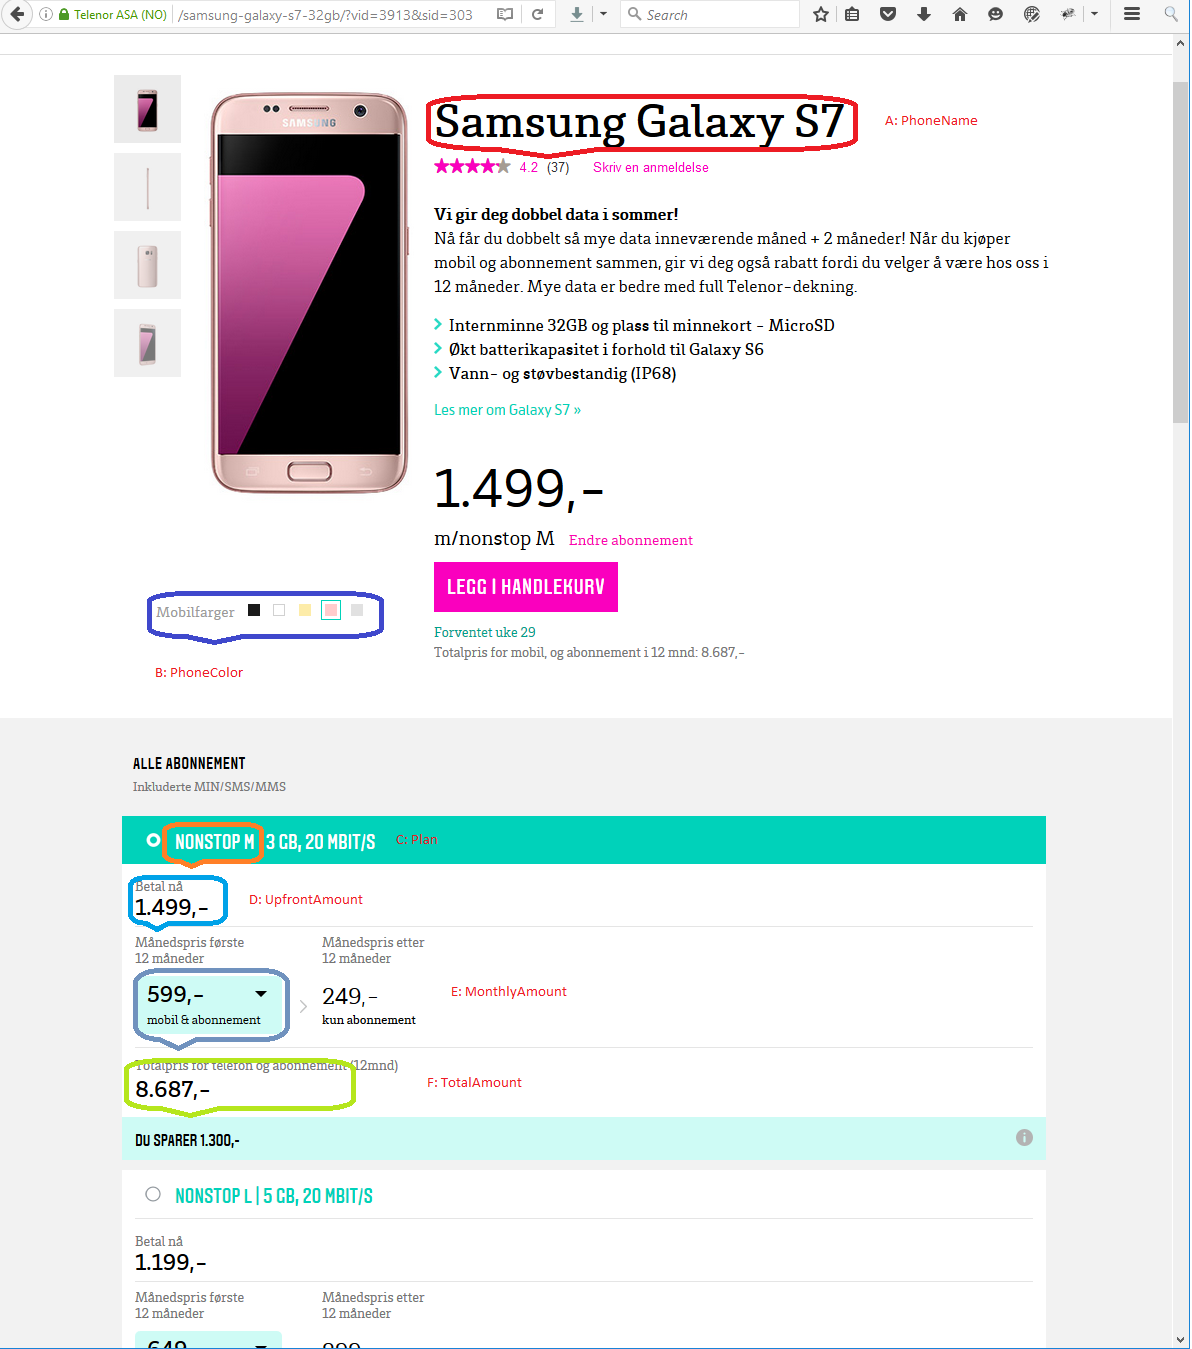 Telenor ASA (NO) /samsung-galaxy-s7-32gb/?vid=3913&sid=303 Search
SAMSUNG
Samsung Galaxy S7
A: PhoneName
4.2 (37) Skriv en anmeldelse
Vi gir deg dobbel data i sommer!
Nå får du dobbelt så mye data inneværende måned + 2 måneder! Når du kjøper
mobil og abonnement sammen, gir vi deg også rabatt fordi du velger å være hos oss i
12 måneder. Mye data er bedre med full Telenor-dekning.
Internminne 32GB og plass til minnekort - MicroSD
Økt batterikapasitet i forhold til Galaxy S6
Vann- og støvbestandig (IP68)
Les mer om Galaxy S7 »
1.499,-
m/nonstop M Endre abonnement
LEGG I HANDLEKURV
Mobilfarger
Forventet uke 29
Totalpris for mobil, og abonnement i 12 mnd: 8.687,-
B: PhoneColor
ALLE ABONNEMENT
Inkluderte MIN/SMS/MMS
NONSTOP M | 3 GB, 20 MBIT/S C: Plan
Betal nå
1.499,- D: UpfrontAmount
Månedspris første Månedspris etter
12 måneder 12 måneder
599,- 249,- E: MonthlyAmount
mobil & abonnement kun abonnement
Totalpris for telefon og abonnement (12mnd)
8.687,- F: TotalAmount
DU SPARER 1.300,-
NONSTOP L | 5 GB, 20 MBIT/S
Betal nå
1.199,-
Månedspris første Månedspris etter
12 måneder 12 måneder
649